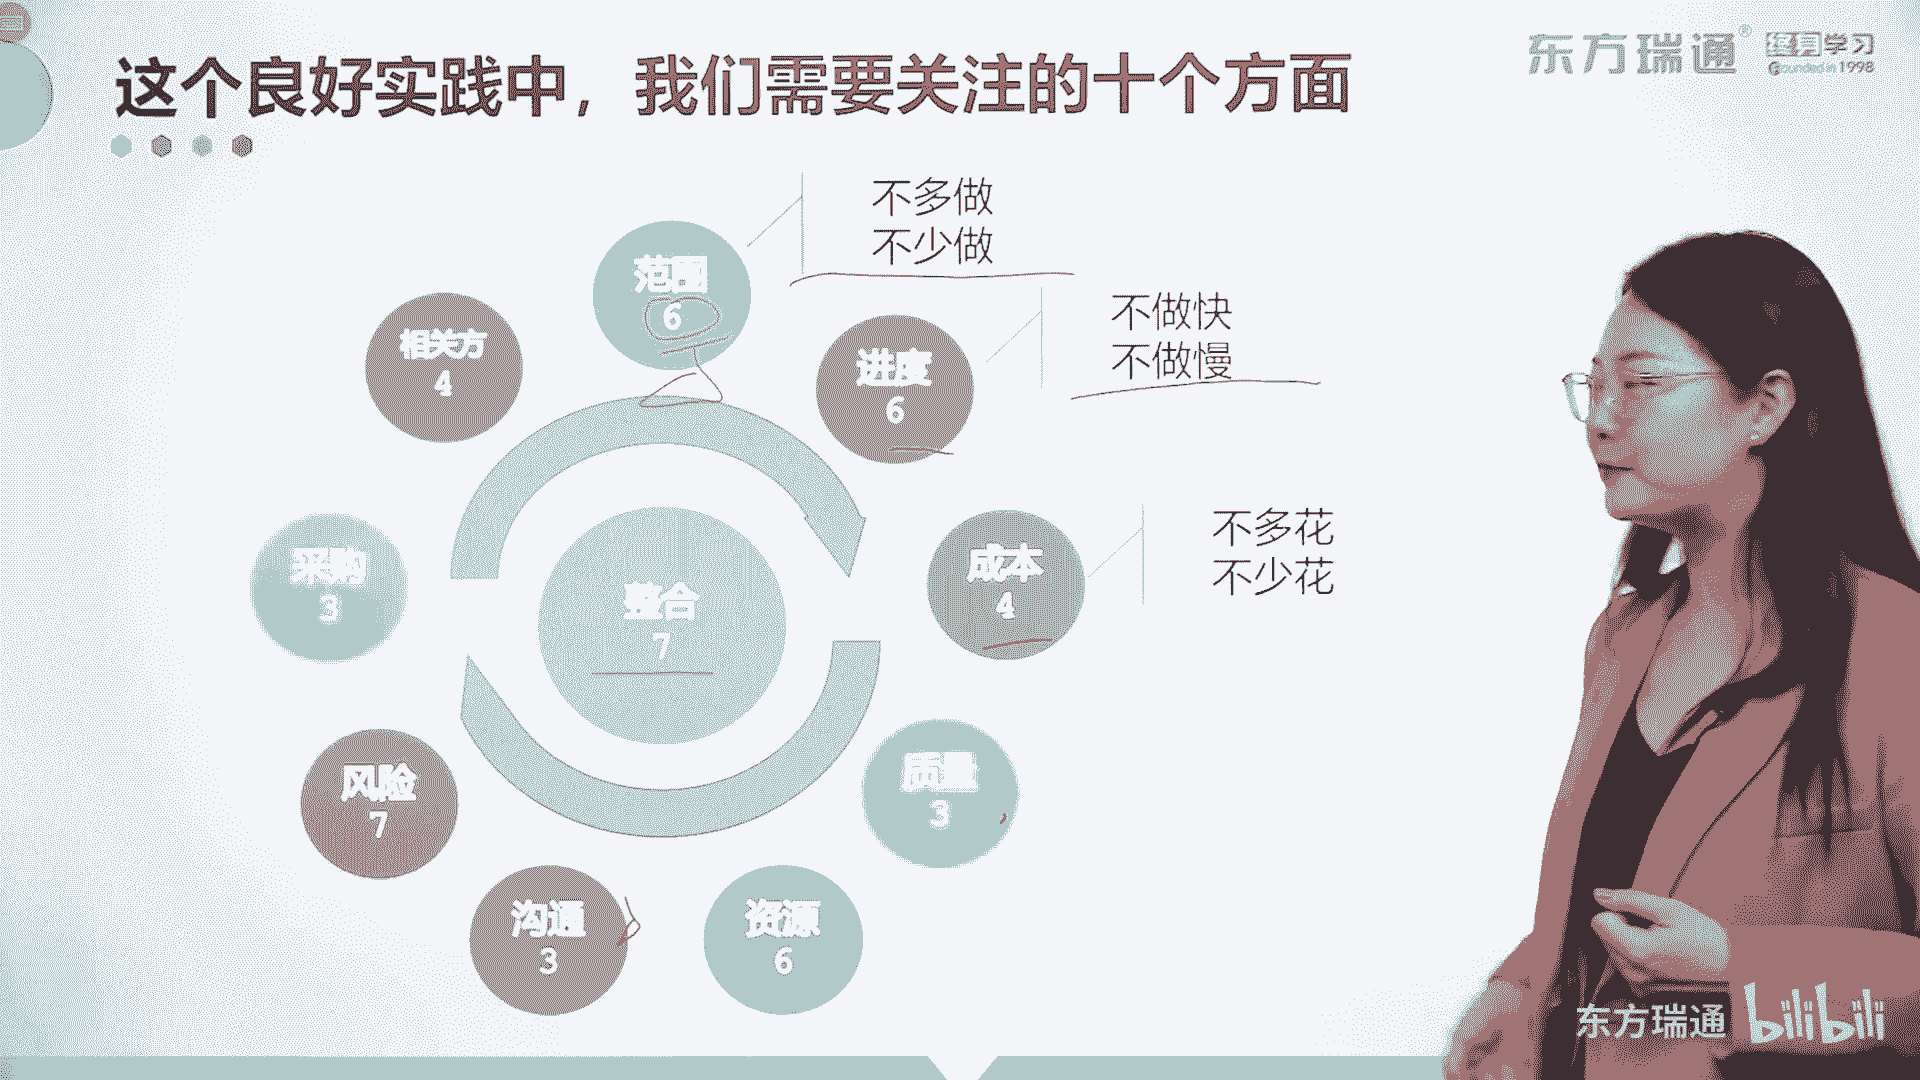 这个良好实践中，我们需要关注的十个方面
东方瑞通®
终身学习
Founded in 1998
不多做
不少做
范围
6
不做快
不做慢
相关方
4
进度
6
不多花
不少花
成本
4
采购
3
整合
7
质量
3
风险
7
沟通
3
资源
6
东方瑞通
bilibili